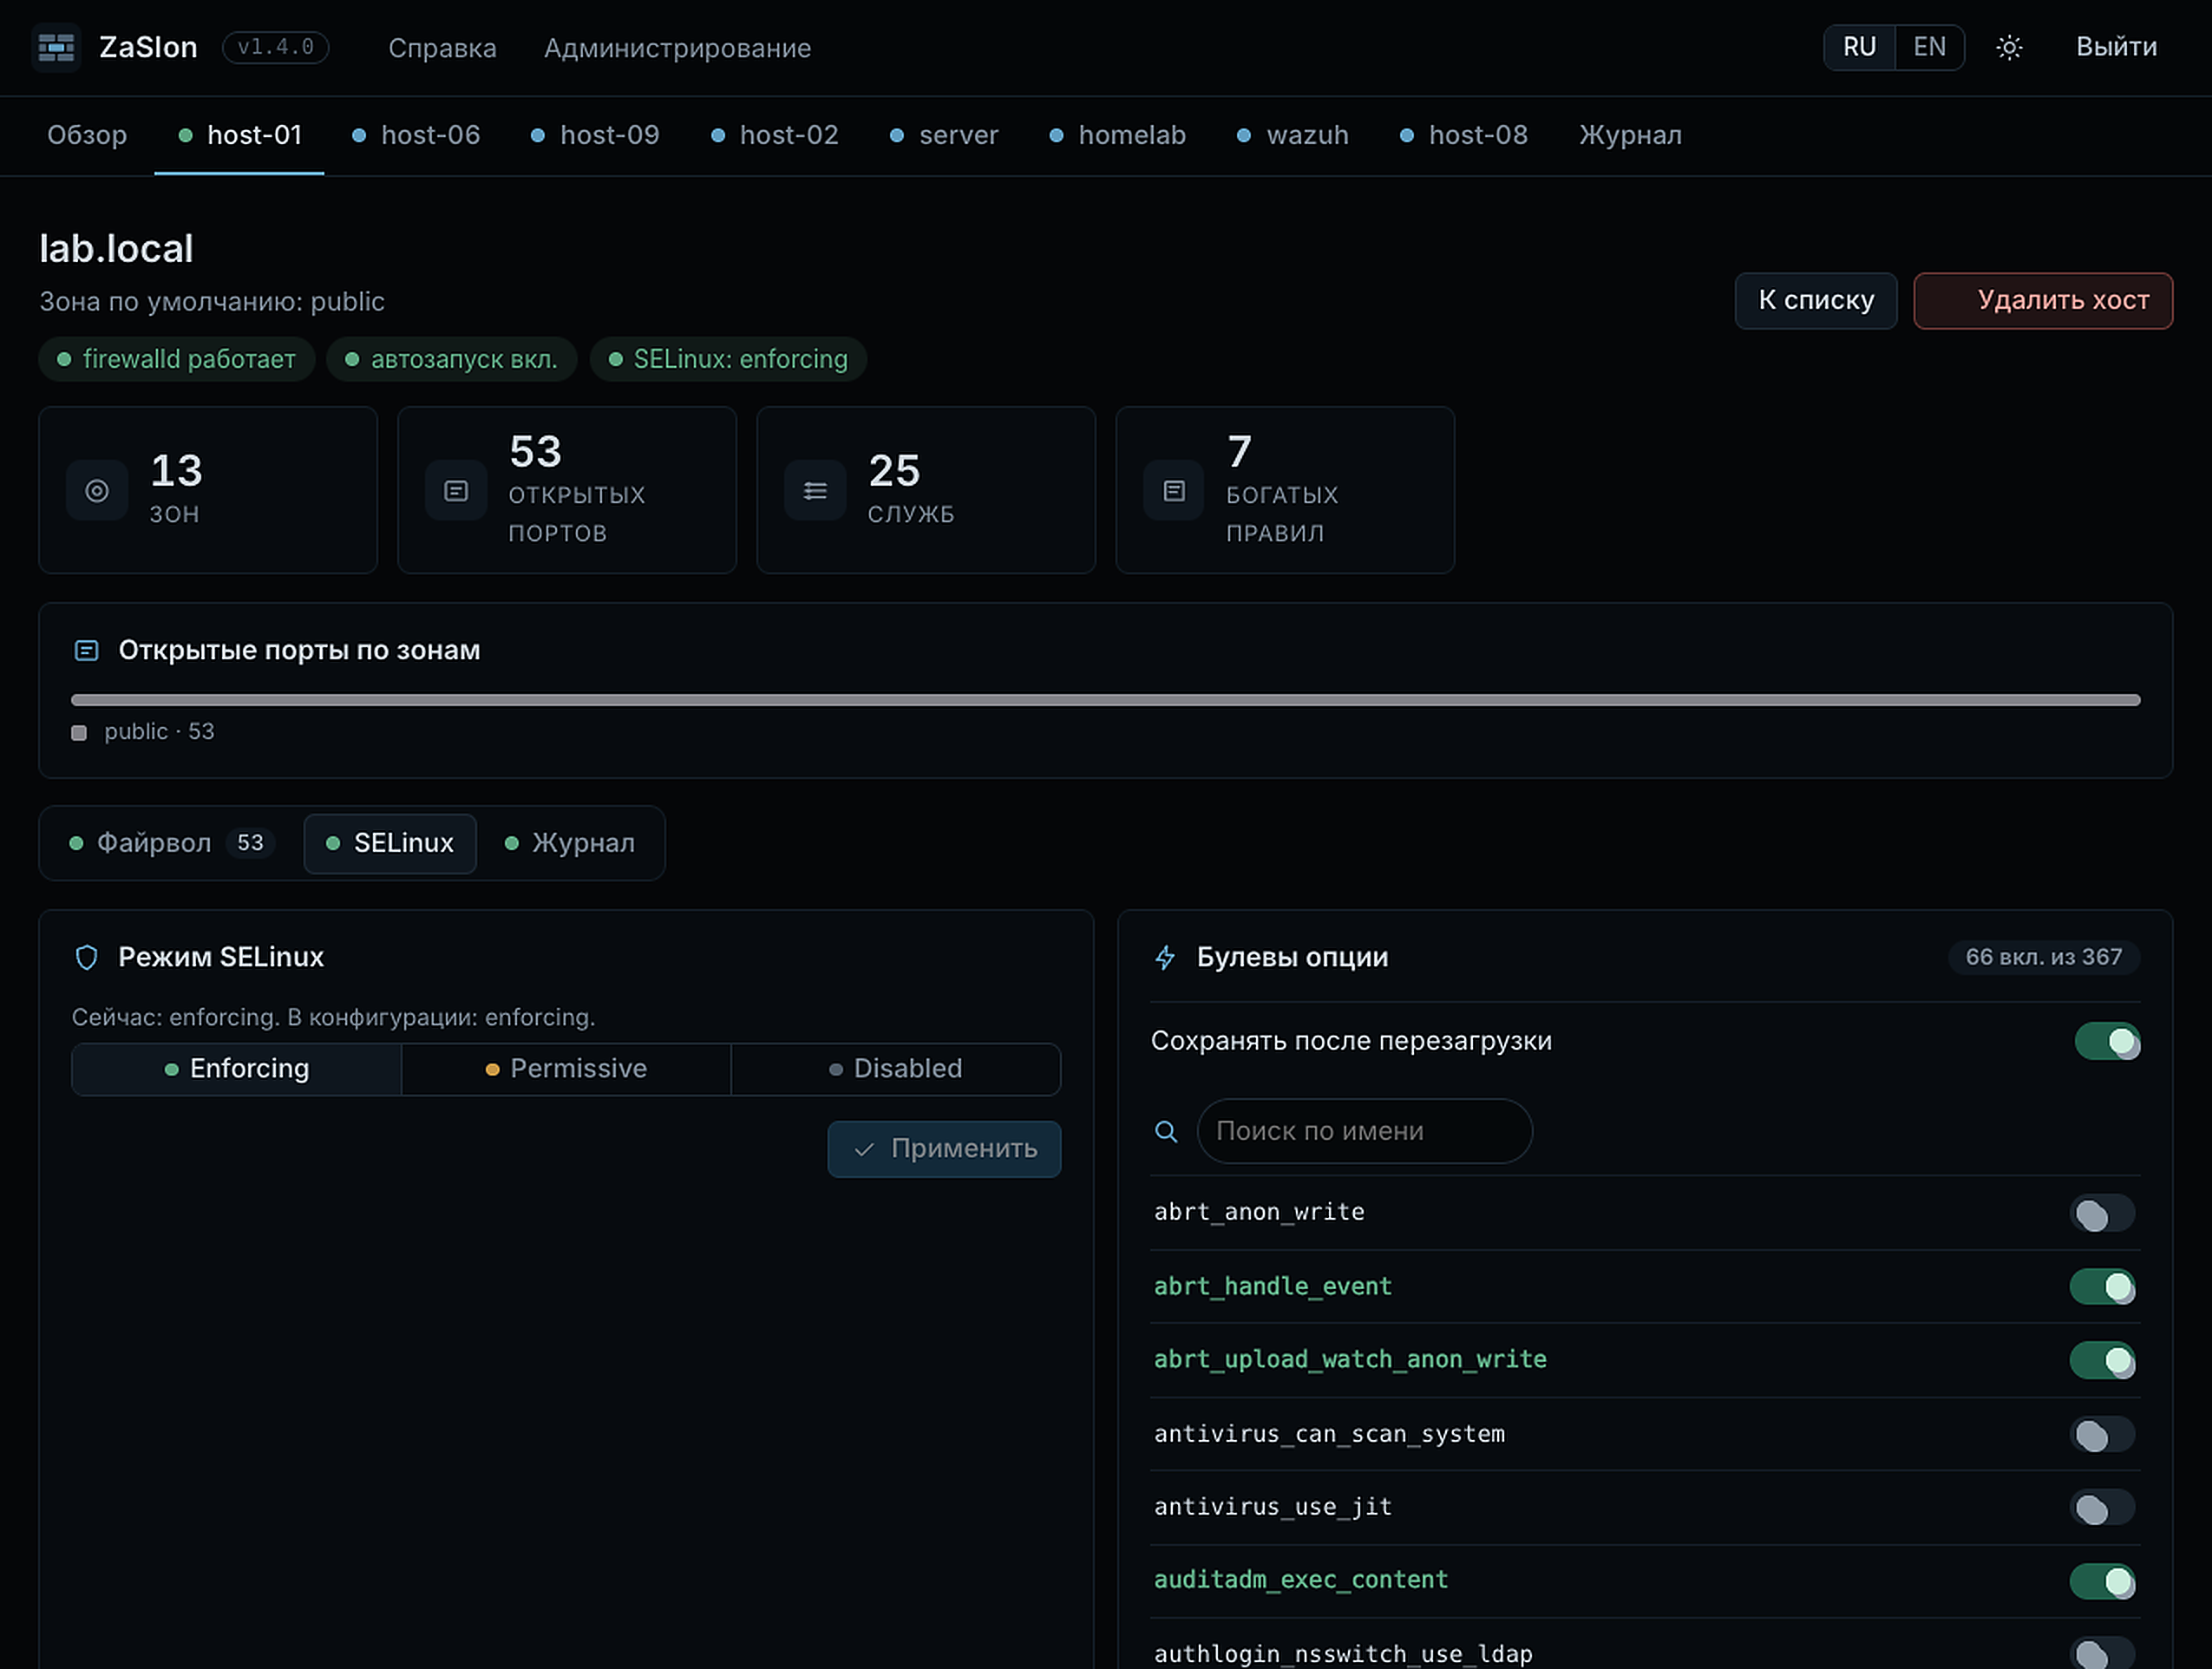 ZaSlon v1.4.0 Справка Администрирование RU EN Выйти
Обзор host-01 host-06 host-09 host-02 server homelab wazuh host-08 Журнал
lab.local
Зона по умолчанию: public
К списку Удалить хост
firewalld работает автозапуск вкл. SELinux: enforcing
13
ЗОН
53
ОТКРЫТЫХ
ПОРТОВ
25
СЛУЖБ
7
БОГАТЫХ
ПРАВИЛ
Открытые порты по зонам
public · 53
Файрвол 53 SELinux Журнал
Режим SELinux
Сейчас: enforcing. В конфигурации: enforcing.
Enforcing Permissive Disabled
Применить
Булевы опции 66 вкл. из 367
Сохранять после перезагрузки
Поиск по имени
abrt_anon_write
abrt_handle_event
abrt_upload_watch_anon_write
antivirus_can_scan_system
antivirus_use_jit
auditadm_exec_content
authlogin_nsswitch_use_ldap